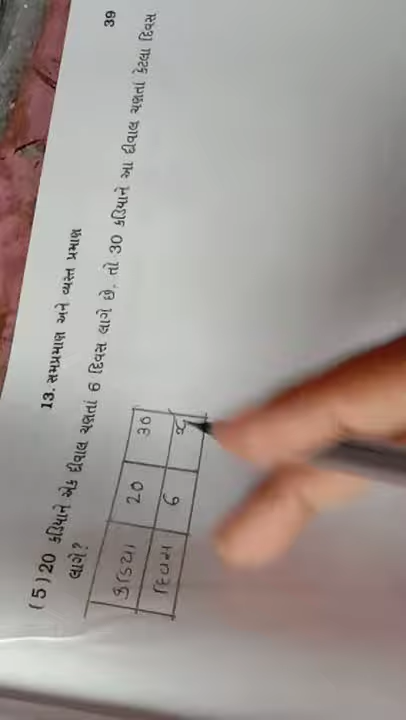 13. સમપ્રમાણ અને વ્યસ્ત પ્રમાણ 39
(5) 20 કડિયાને એક દીવાલ ચણતાં 6 દિવસ લાગે છે. તો 30 કડિયાને આ દીવાલ ચણતાં કેટલા દિવસ
લાગે?
કડિયા 20 30
દિવસ 6 x